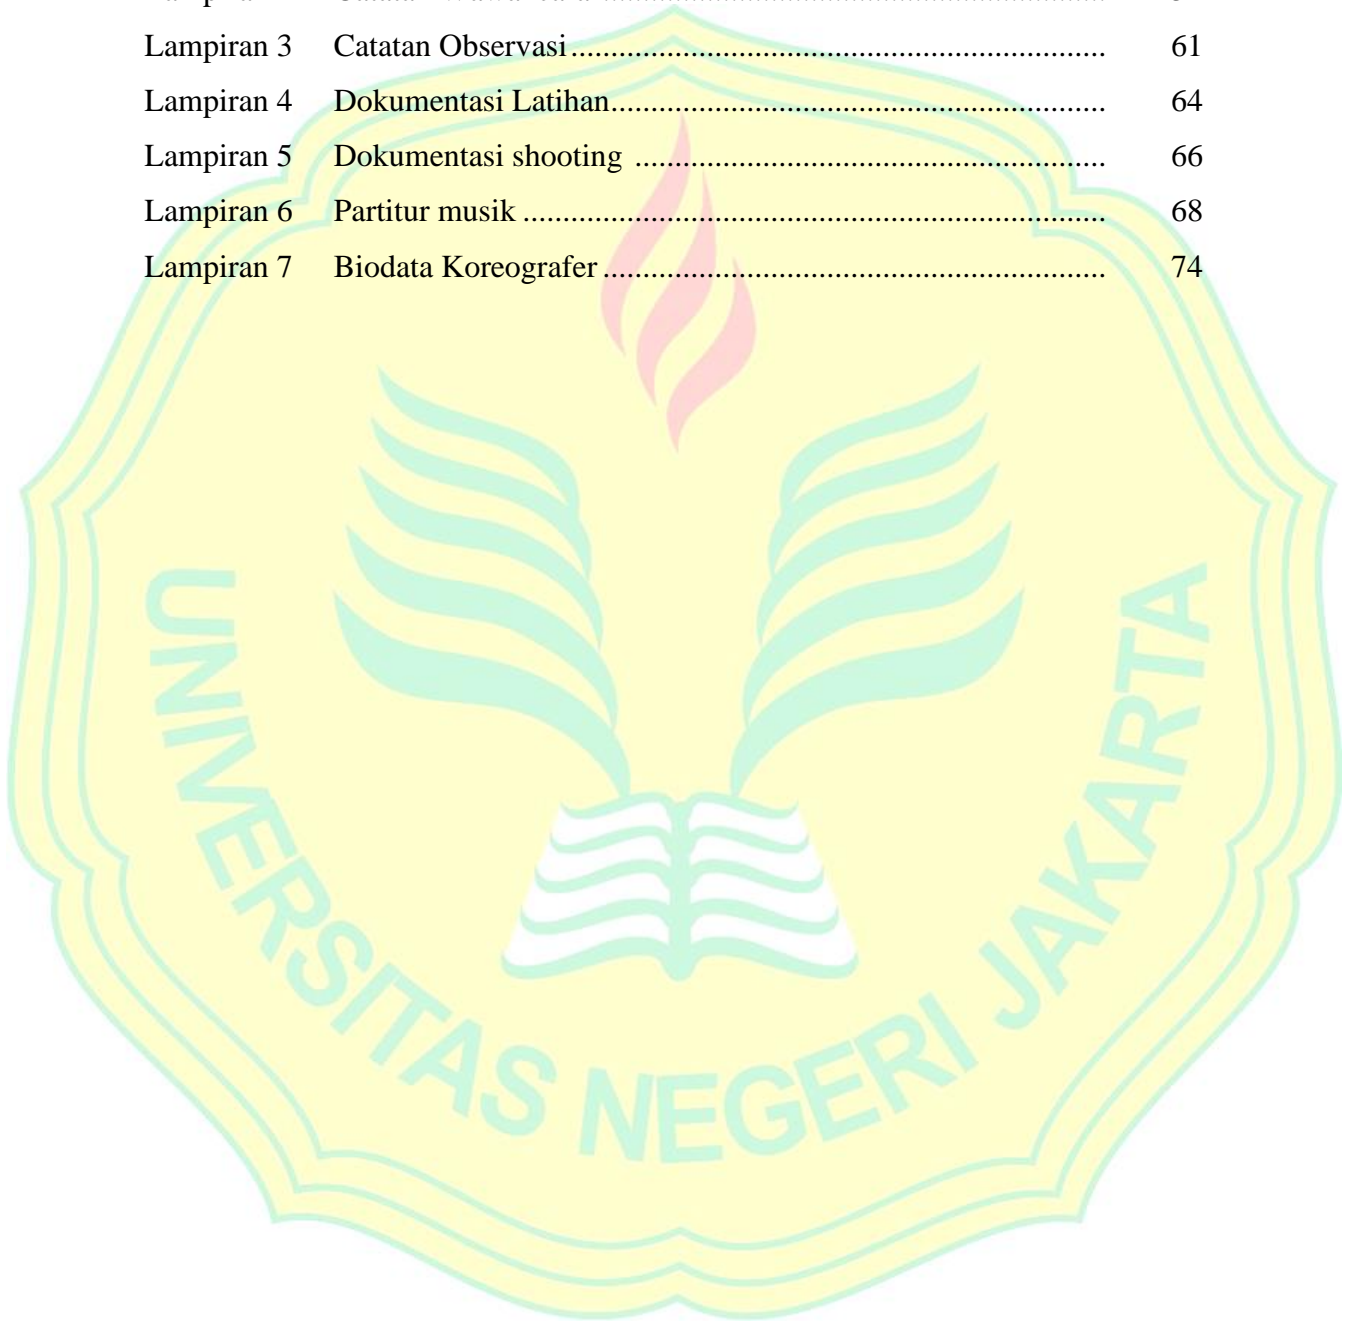 Lampiran 3 Catatan Observasi ........................................................... 61
Lampiran 4 Dokumentasi Latihan........................................................ 64
Lampiran 5 Dokumentasi shooting ..................................................... 66
Lampiran 6 Partitur musik ................................................................. 68
Lampiran 7 Biodata Koreografer ........................................................ 74
UNIVERSITAS NEGERI JAKARTA